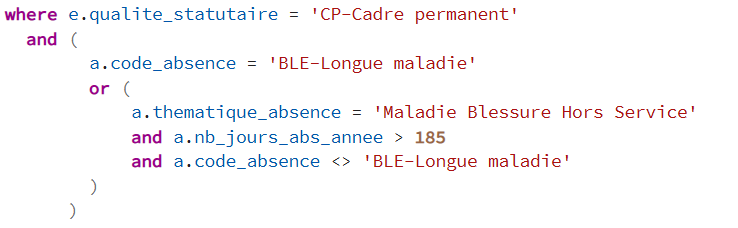 where e.qualite_statutaire = 'CP-Cadre permanent'
and (
a.code_absence = 'BLE-Longue maladie'
or (
a.thematique_absence = 'Maladie Blessure Hors Service'
and a.nb_jours_abs_annee > 185
and a.code_absence <> 'BLE-Longue maladie'
)
)